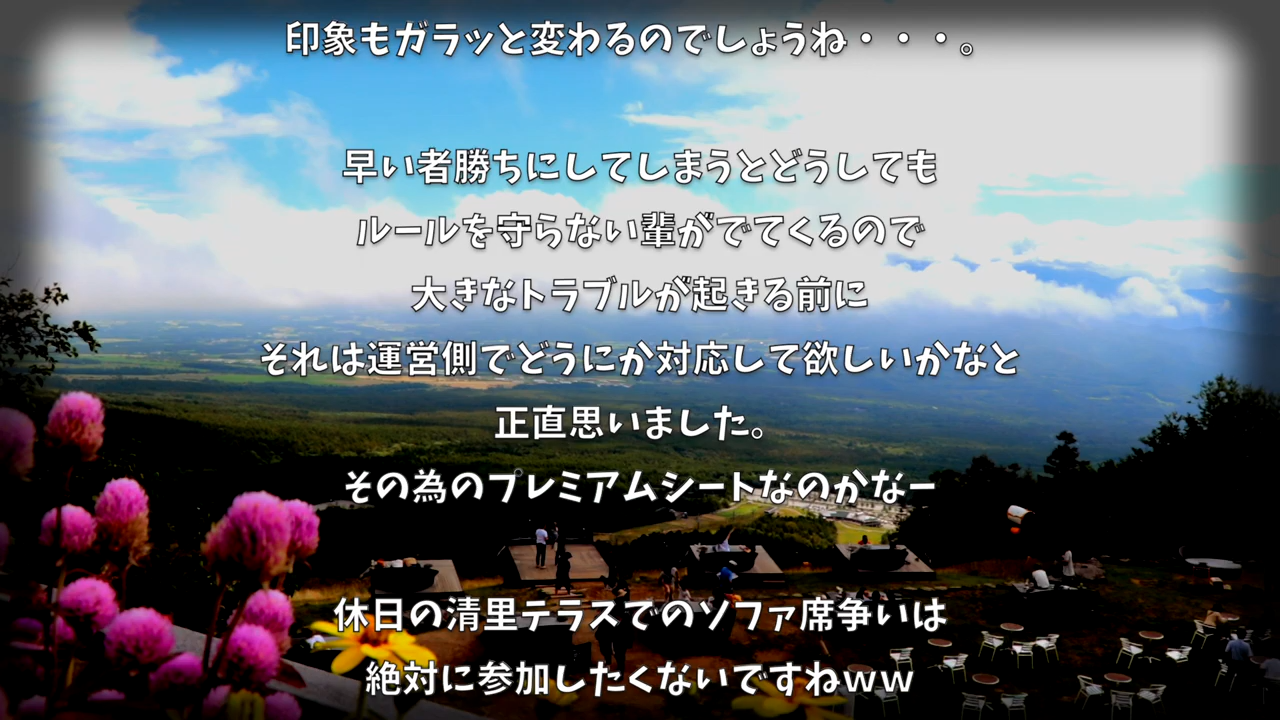 印象もガラッと変わるのでしょうね・・・。
早い者勝ちにしてしまうとどうしても
ルールを守らない輩がでてくるので
大きなトラブルが起きる前に
それは運営側でどうにか対応して欲しいかなと
正直思いました。
その為のプレミアムシートなのかなー
休日の清里テラスでのソファ席争いは
絶対に参加したくないですねｗｗ